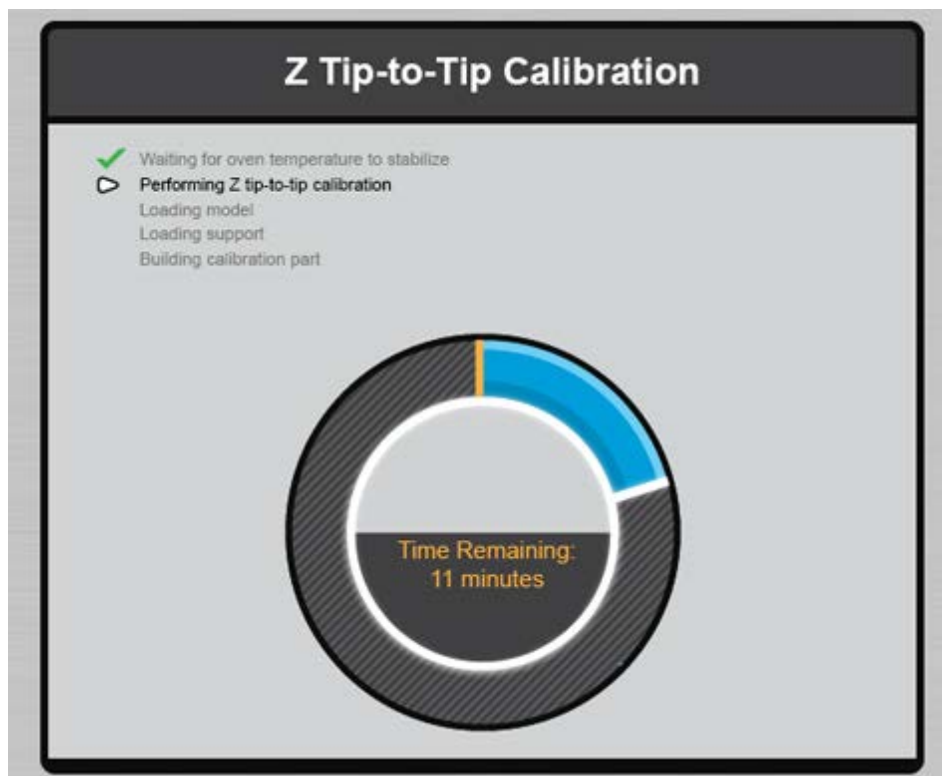 Z Tip-to-Tip Calibration
Waiting for oven temperature to stabilize
Performing Z tip-to-tip calibration
Loading model
Loading support
Building calibration part
Time Remaining:
11 minutes